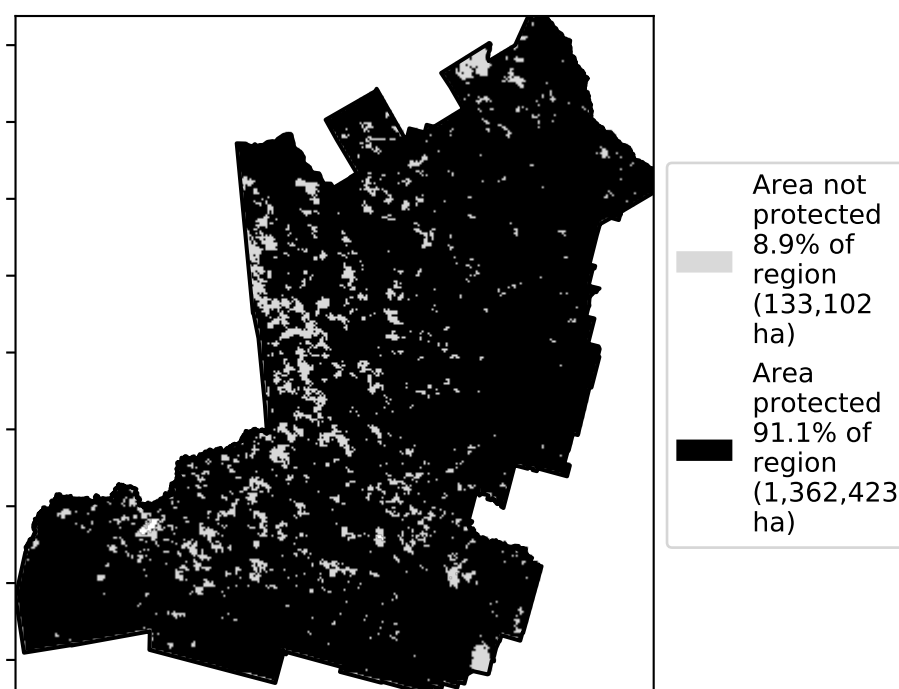 Area not
protected
8.9% of
region
(133,102
ha)
Area
protected
91.1% of
region
(1,362,423
ha)